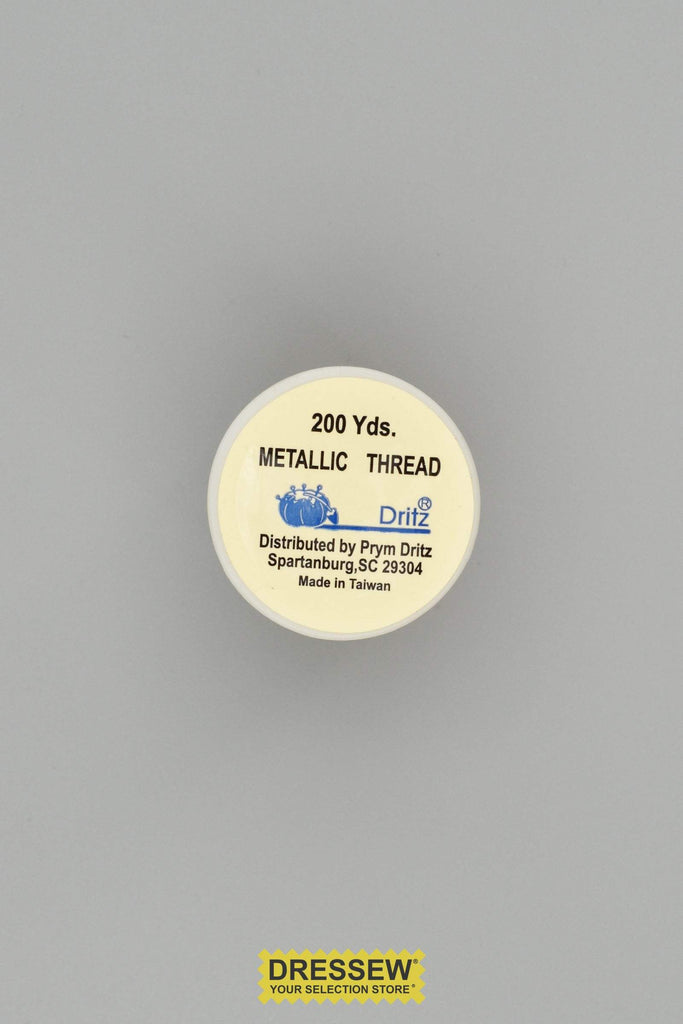 200 Yds.
METALLIC THREAD
Dritz®
Distributed by Prym Dritz
Spartanburg,SC 29304
Made in Taiwan
DRESSEW®
YOUR SELECTION STORE®